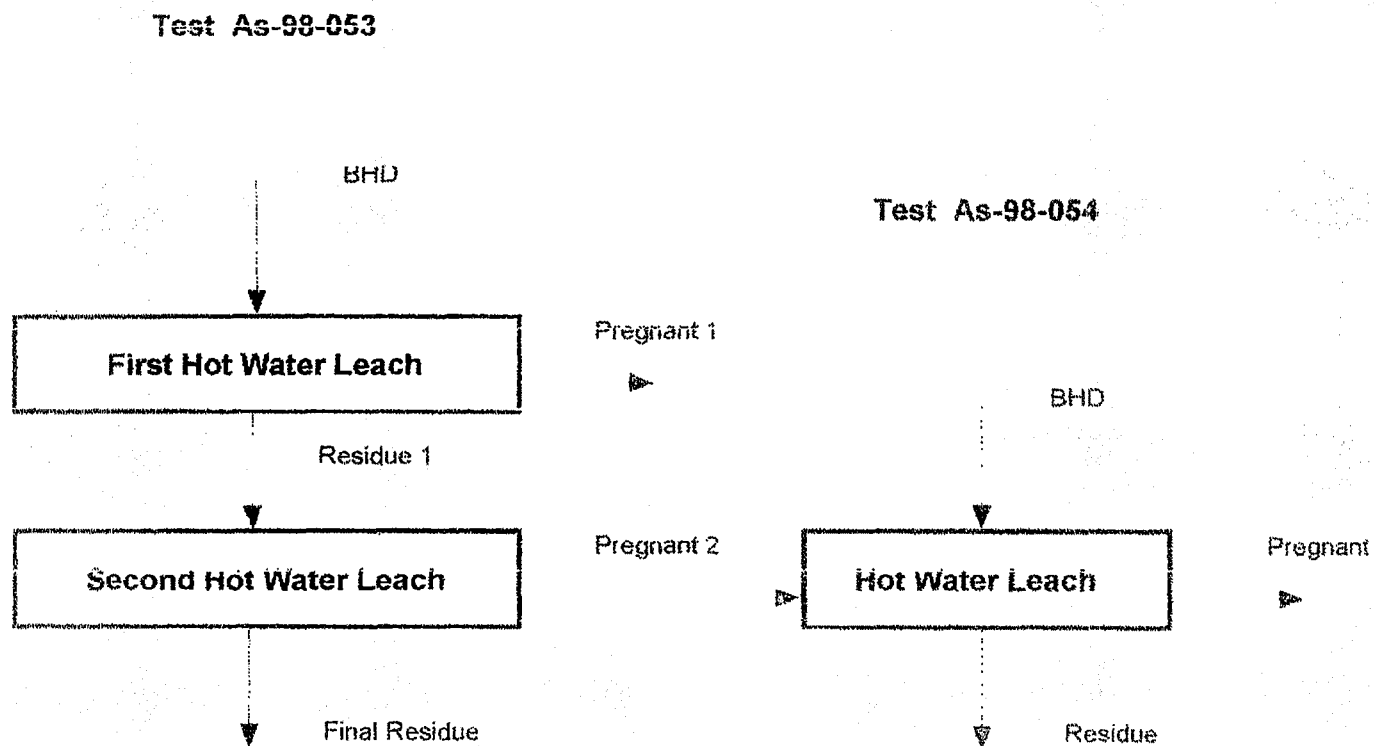 Test As-98-053
BHD
First Hot Water Leach
Pregnant 1
Residue 1
Second Hot Water Leach
Pregnant 2
Final Residue
Test As-98-054
BHD
Hot Water Leach
Pregnant
Residue